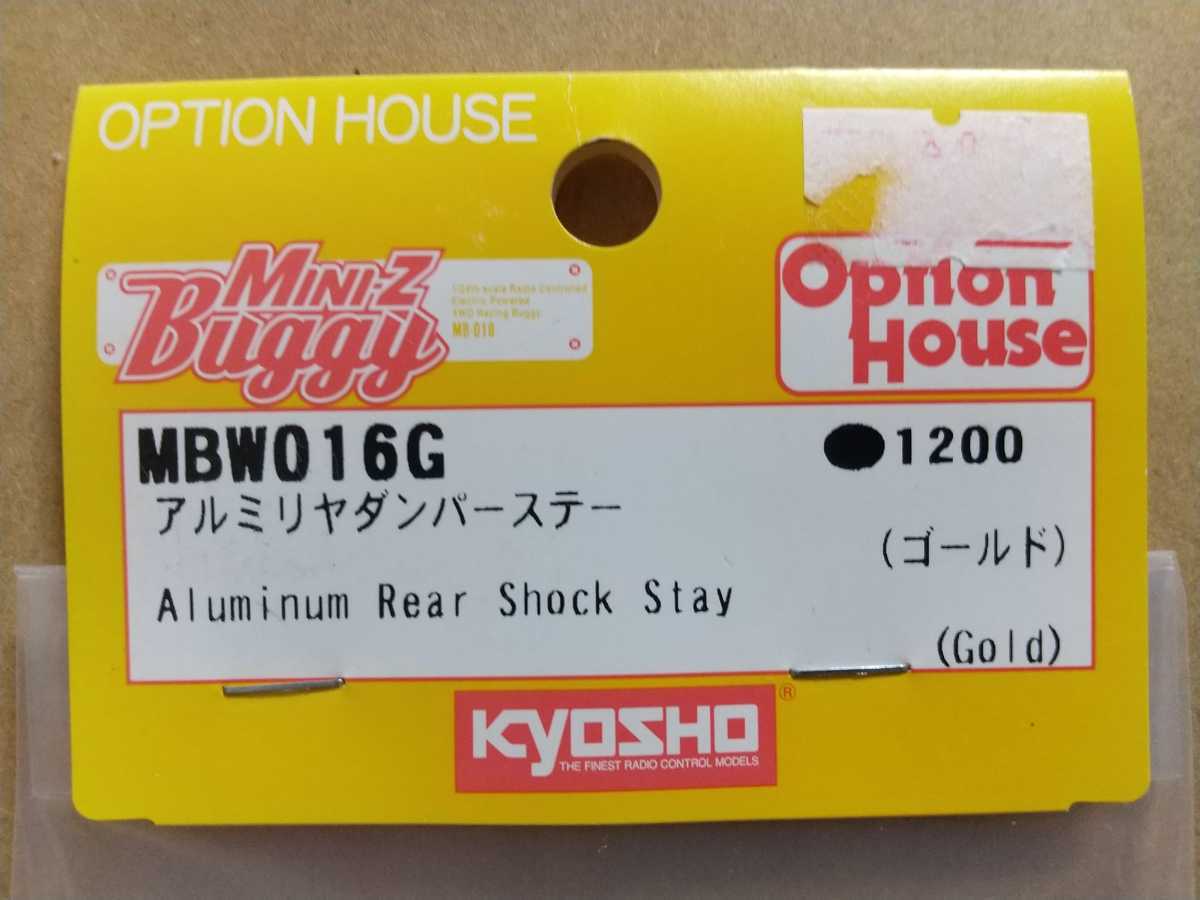 OPTION HOUSE
MINI-Z
Buggy
1/24th scale Radio Controlled
Electric Powered
4WD Racing Buggy
MB-010
Option
House
MBW016G
●1200
アルミリヤダンパーステー
(ゴールド)
Aluminum Rear Shock Stay
(Gold)
KYOSHO
®
THE FINEST RADIO CONTROL MODELS